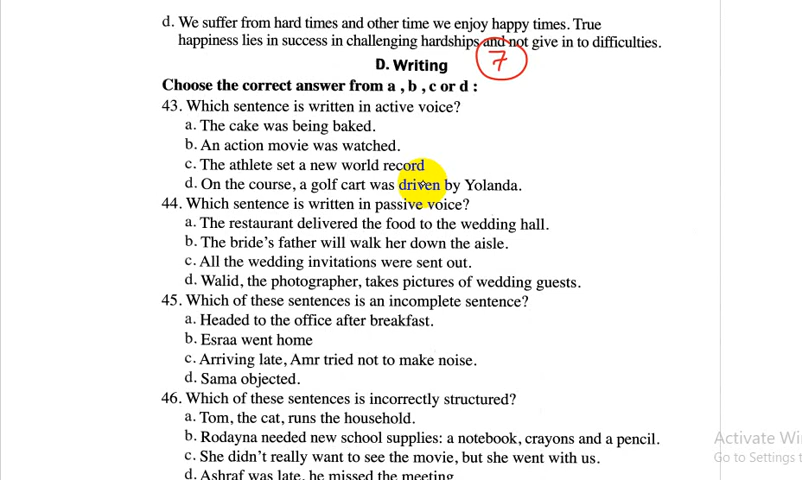 d. We suffer from hard times and other time we enjoy happy times. True
happiness lies in success in challenging hardships and not give in to difficulties.
7
D. Writing
Choose the correct answer from a , b , c or d :
43. Which sentence is written in active voice?
a. The cake was being baked.
b. An action movie was watched.
c. The athlete set a new world record
d. On the course, a golf cart was driven by Yolanda.
44. Which sentence is written in passive voice?
a. The restaurant delivered the food to the wedding hall.
b. The bride's father will walk her down the aisle.
c. All the wedding invitations were sent out.
d. Walid, the photographer, takes pictures of wedding guests.
45. Which of these sentences is an incomplete sentence?
a. Headed to the office after breakfast.
b. Esraa went home
c. Arriving late, Amr tried not to make noise.
d. Sama objected.
46. Which of these sentences is incorrectly structured?
a. Tom, the cat, runs the household.
b. Rodayna needed new school supplies: a notebook, crayons and a pencil.
Activate Wi
c. She didn't really want to see the movie, but she went with us.
Go to Settings t
d. Ashraf was late, he missed the meeting